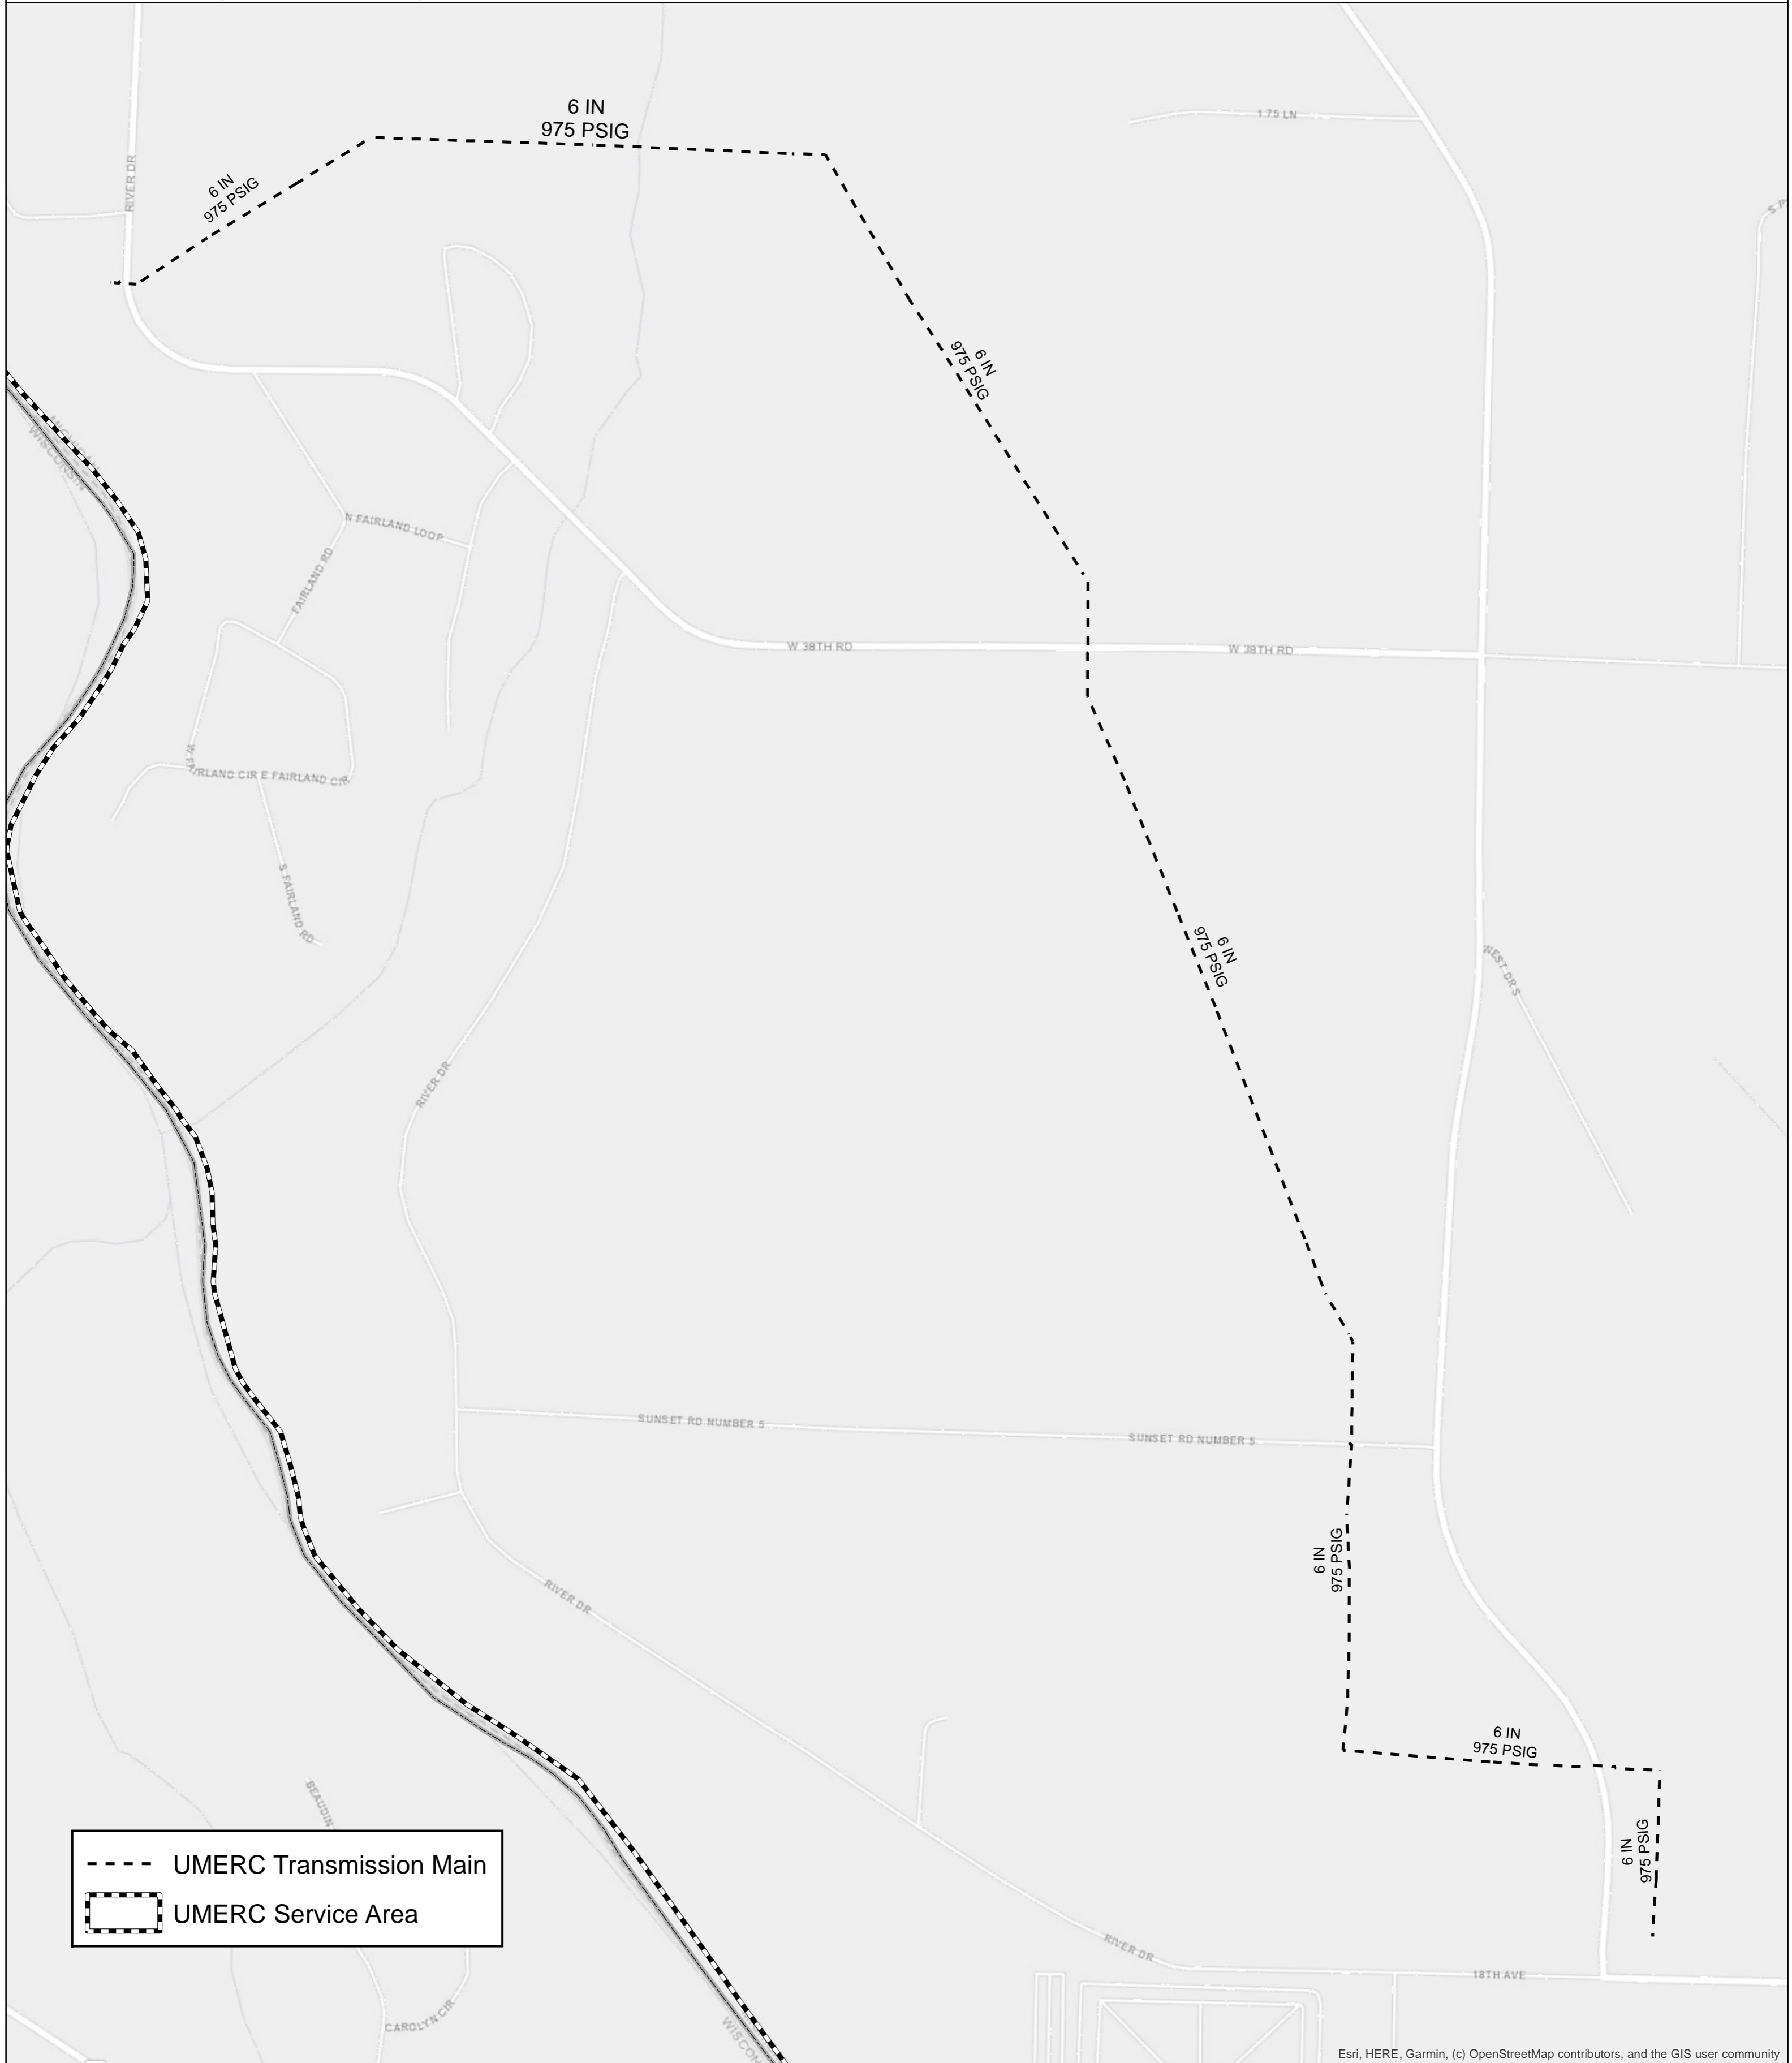 6 IN
975 PSIG
1.75 LN
RIVER DR
6 IN
975 PSIG
6 IN
975 PSIG
MICHIGAN
WISCONSIN
N FAIRLAND LOOP
FAIRLAND RD
W 38TH RD
W 38TH RD
W FAIRLAND CIR
E FAIRLAND CIR
S FAIRLAND RD
6 IN
975 PSIG
WEST DR S
RIVER DR
SUNSET RD NUMBER 5
SUNSET RD NUMBER 5
6 IN
975 PSIG
RIVER DR
6 IN
975 PSIG
BEAUDIN
6 IN
975 PSIG
UMERC Transmission Main
UMERC Service Area
RIVER DR
18TH AVE
CAROLYN CIR
WISCON
Esri, HERE, Garmin, (c) OpenStreetMap contributors, and the GIS user community